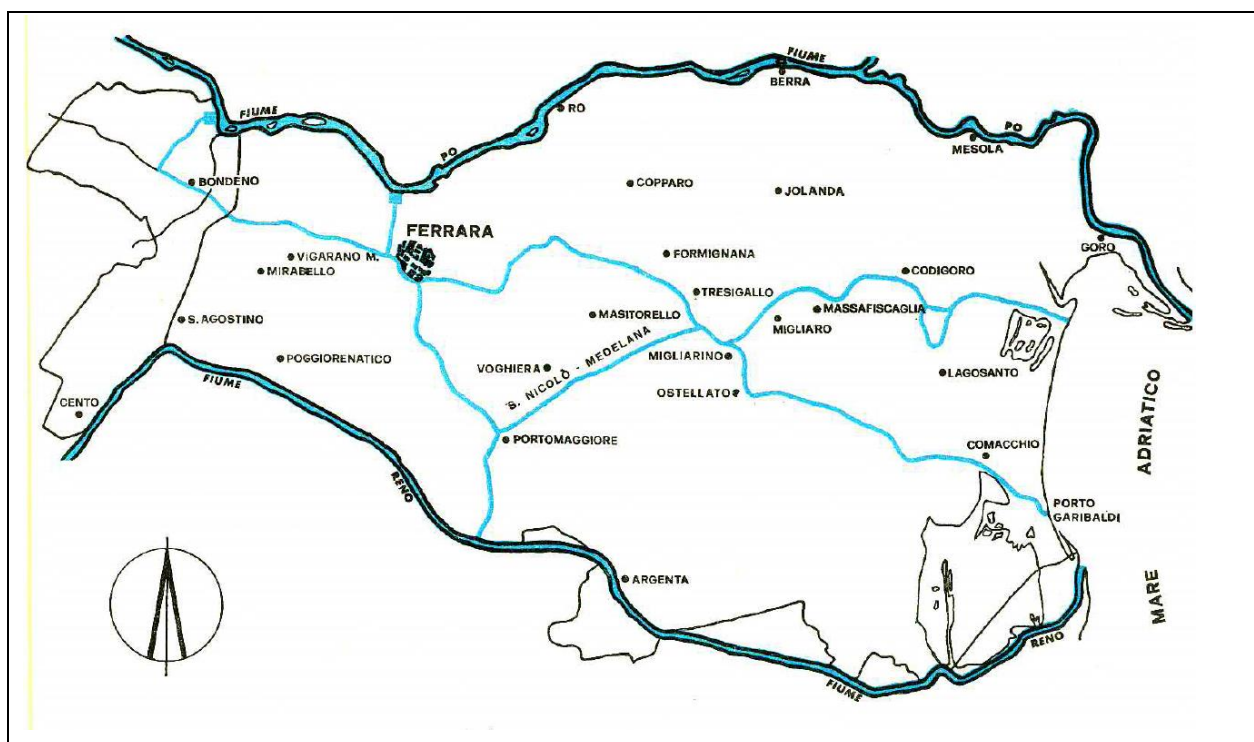 FIUME
BERRA
FIUME
RO
PO
PO
MESOLA
BONDENO
COPPARO
JOLANDA
FERRARA
GORO
VIGARANO M.
MIRABELLO
FORMIGNANA
CODIGORO
TRESIGALLO
S. AGOSTINO
MASITORELLO
MASSAFISCAGLIA
MIGLIARO
POGGIORENATICO
VOGHIERA
S. NICOLÒ - MEDELANA
MIGLIARINO
LAGOSANTO
FIUME
OSTELLATO
CENTO
PORTOMAGGIORE
COMACCHIO
ADRIATICO
RENO
PORTO
GARIBALDI
ARGENTA
MARE
RENO
FIUME